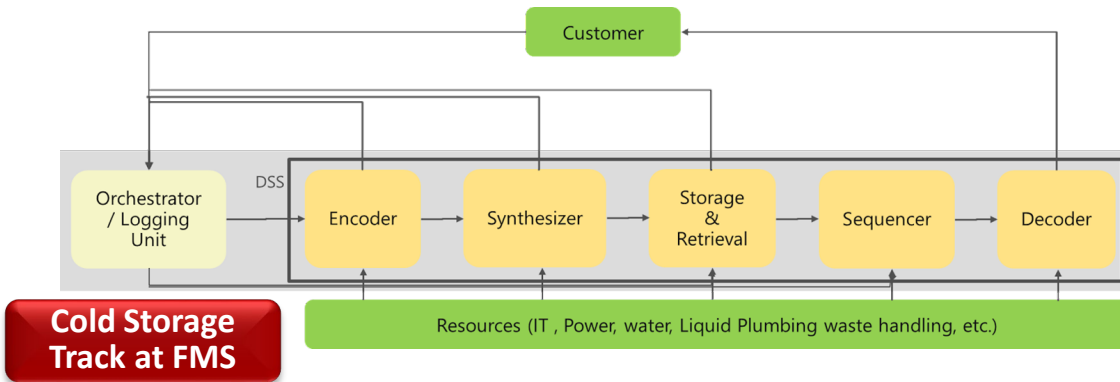 Customer
DSS
Orchestrator
/ Logging
Unit
Encoder
Synthesizer
Storage
&
Retrieval
Sequencer
Decoder
Cold Storage
Track at FMS
Resources (IT , Power, water, Liquid Plumbing waste handling, etc.)